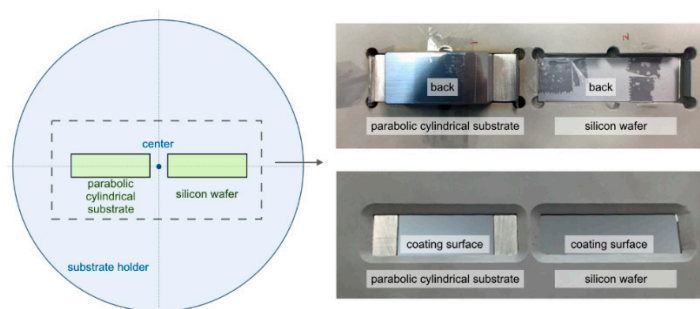 center
parabolic
cylindrical
substrate
silicon wafer
substrate holder
back
back
parabolic cylindrical substrate
silicon wafer
coating surface
coating surface
parabolic cylindrical substrate
silicon wafer